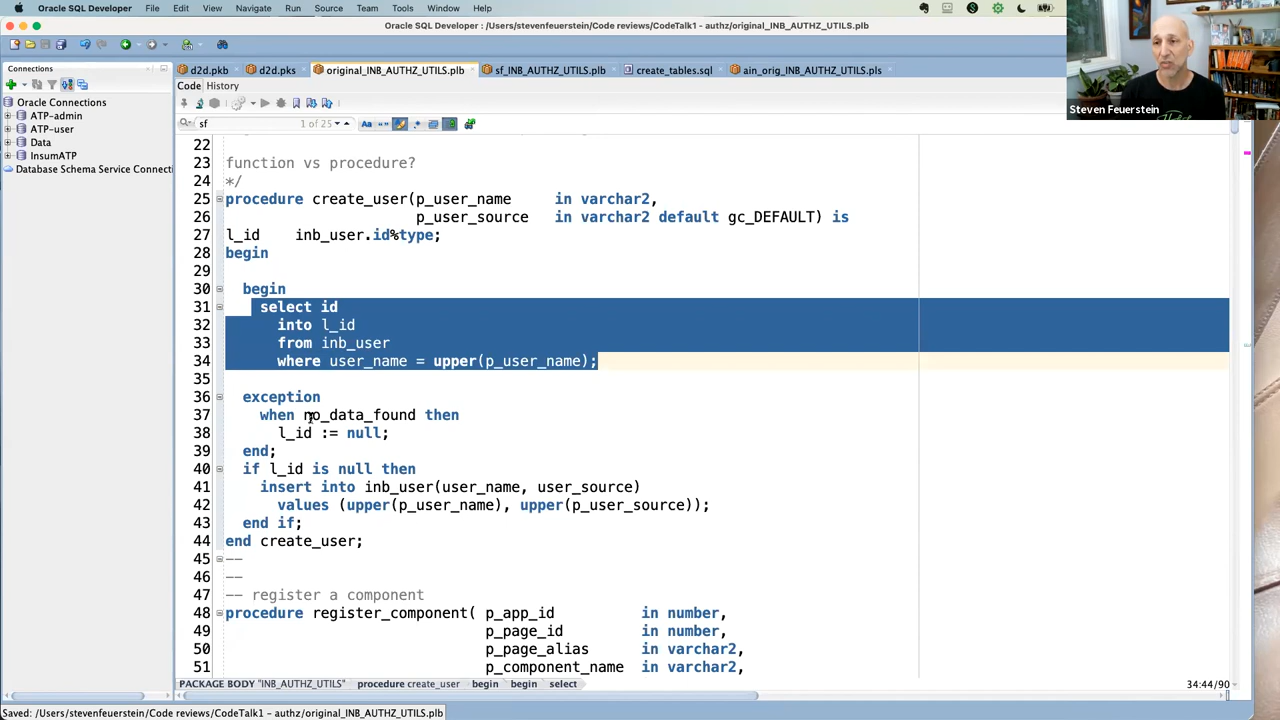 SQL Developer File Edit View Navigate Run Source Team Tools Window Help
Oracle SQL Developer : /Users/stevenfeuerstein/Code reviews/CodeTalk1 - authz/original_INB_AUTHZ_UTILS.plb
Connections
d2d.pkb d2d.pks original_INB_AUTHZ_UTILS.plb sf_INB_AUTHZ_UTILS.plb create_tables.sql ain_orig_INB_AUTHZ_UTILS.pls
Code History
Oracle Connections
ATP-admin
ATP-user
Data
InsumATP
Database Schema Service Connecti
sf 1 of 25 Aa
Steven Feuerstein
22
23 function vs procedure?
24 */
25 procedure create_user(p_user_name in varchar2,
26 p_user_source in varchar2 default gc_DEFAULT) is
27 l_id inb_user.id%type;
28 begin
29
30 begin
31 select id
32 into l_id
33 from inb_user
34 where user_name = upper(p_user_name);
35
36 exception
37 when no_data_found then
38 l_id := null;
39 end;
40 if l_id is null then
41 insert into inb_user(user_name, user_source)
42 values (upper(p_user_name), upper(p_user_source));
43 end if;
44 end create_user;
45 --
46 --
47 -- register a component
48 procedure register_component( p_app_id in number,
49 p_page_id in number,
50 p_page_alias in varchar2,
51 p_component_name in varchar2,
PACKAGE BODY "INB_AUTHZ_UTILS" procedure create_user begin begin select 34:44/90
Saved: /Users/stevenfeuerstein/Code reviews/CodeTalk1 - authz/original_INB_AUTHZ_UTILS.plb